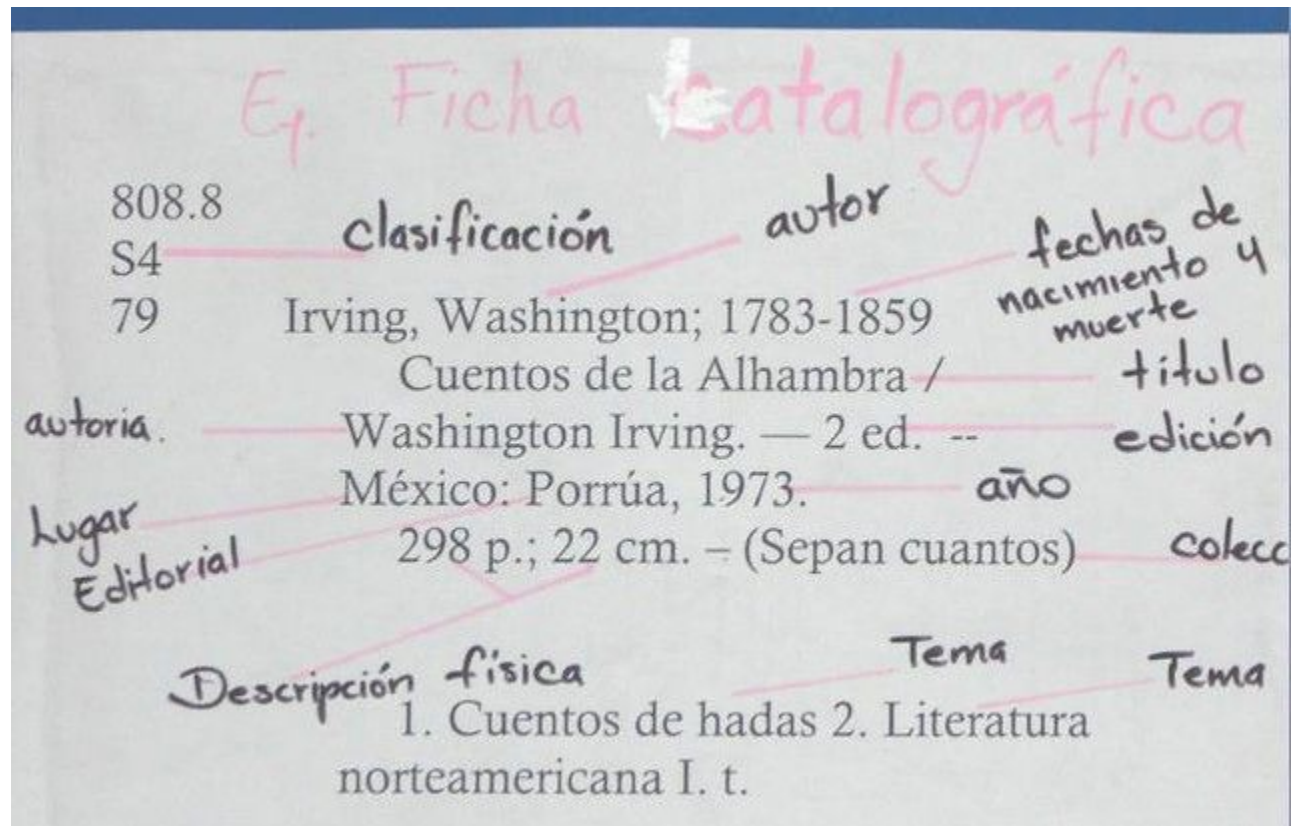 Ej. Ficha Catalográfica
808.8
S4 clasificación autor
fechas de
nacimiento y
muerte
79 Irving, Washington; 1783-1859
Cuentos de la Alhambra / título
autoria. Washington Irving. — 2 ed. -- edición
México: Porrúa, 1973. año
Lugar
Editorial
298 p.; 22 cm. – (Sepan cuantos) colecc
Descripción física Tema Tema
1. Cuentos de hadas 2. Literatura
norteamericana I. t.